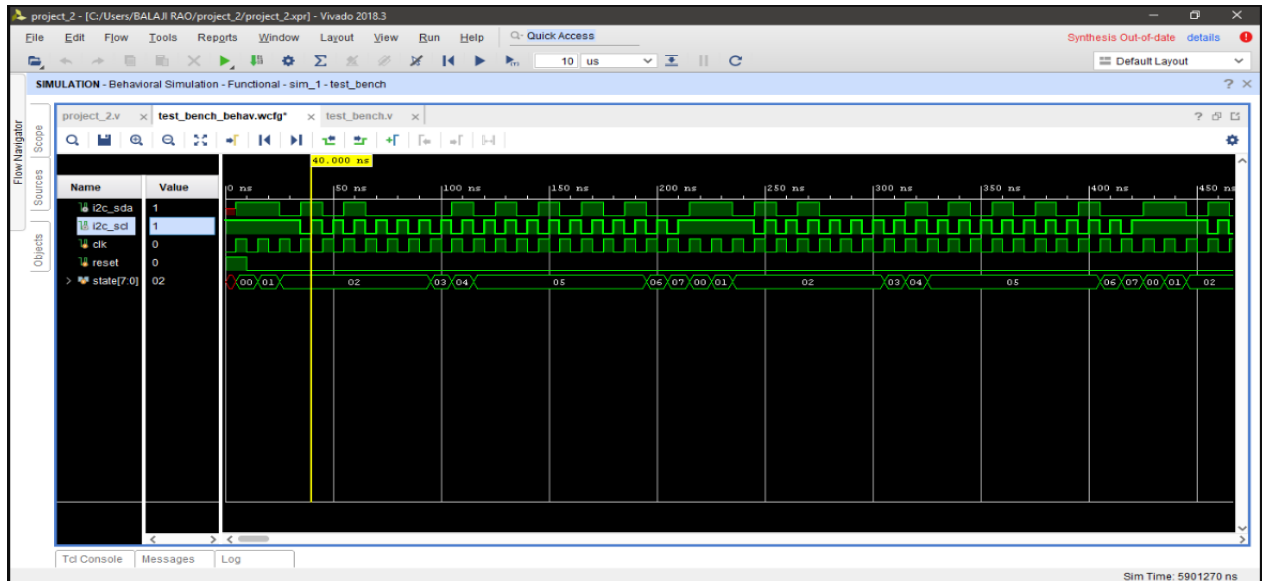 project_2 - [C:/Users/BALAJI RAO/project_2/project_2.xpr] - Vivado 2018.3
File Edit Flow Tools Reports Window Layout View Run Help Q- Quick Access Synthesis Out-of-date details
10 us Default Layout
SIMULATION - Behavioral Simulation - Functional - sim_1 - test_bench ? X
Flow Navigator
Scope
Sources
Objects
project_2.v x test_bench_behav.wcfg* x test_bench.v x
40.000 ns
Name Value 0 ns 50 ns 100 ns 150 ns 200 ns 250 ns 300 ns 350 ns 400 ns 450 ns
i2c_sda 1
i2c_scl 1
clk 0
reset 0
> state[7:0] 02 00 01 02 03 04 05 06 07 00 01 02 03 04 05 06 07 00 01 02
Tcl Console Messages Log
Sim Time: 5901270 ns